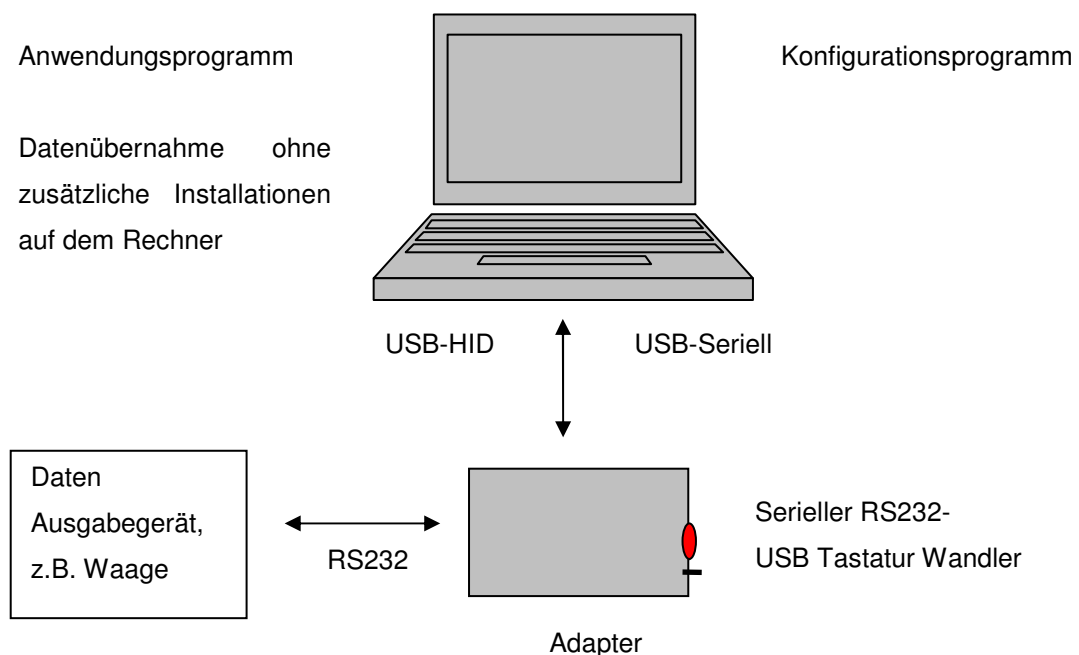 Anwendungsprogramm
Konfigurationsprogramm
Datenübernahme ohne
zusätzliche Installationen
auf dem Rechner
USB-HID
USB-Seriell
Daten
Ausgabegerät,
z.B. Waage
RS232
Serieller RS232-
USB Tastatur Wandler
Adapter